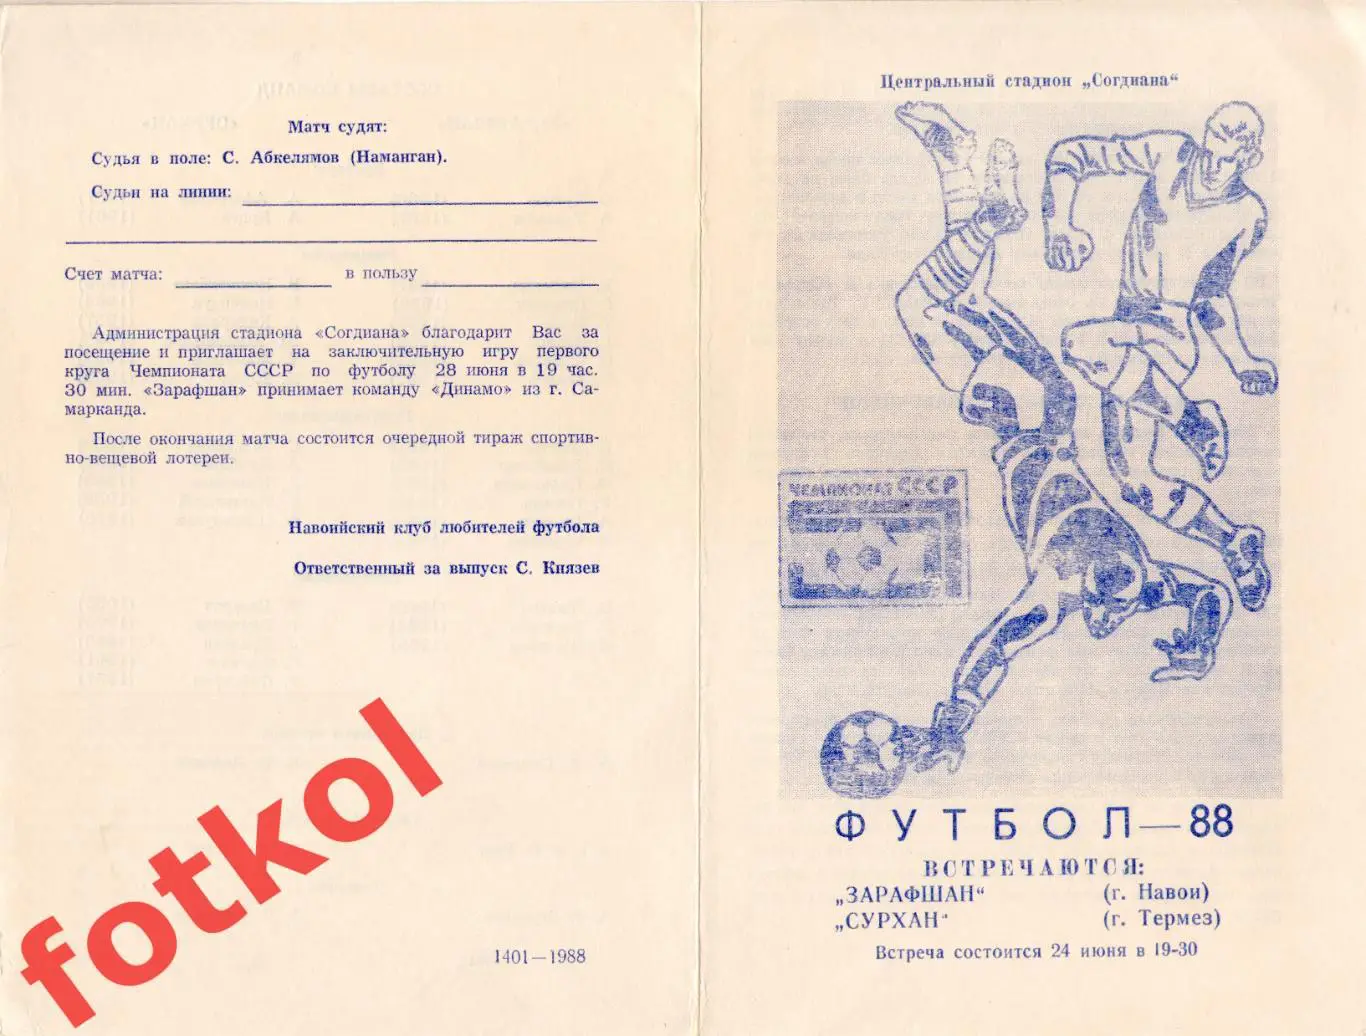 Матч судят:
Судья в поле: С. Абкелямов (Наманган).
Судьи на линии:
Счет матча: в пользу
Администрация стадиона «Согдиана» благодарит Вас за
посещение и приглашает на заключительную игру первого
круга Чемпионата СССР по футболу 28 июня в 19 час.
30 мин. «Зарафшан» принимает команду «Динамо» из г. Са-
марканда.
После окончания матча состоится очередной тираж спортив-
но-вещевой лотереи.
Навоийский клуб любителей футбола
Ответственный за выпуск С. Князев
1401—1988
fotkol
Центральный стадион „Согдиана“
ЧЕМПИОНАТ СССР
ФУТБОЛ—88
ВСТРЕЧАЮТСЯ:
„ЗАРАФШАН“ (г. Навои)
„СУРХАН“ (г. Термез)
Встреча состоится 24 июня в 19-30